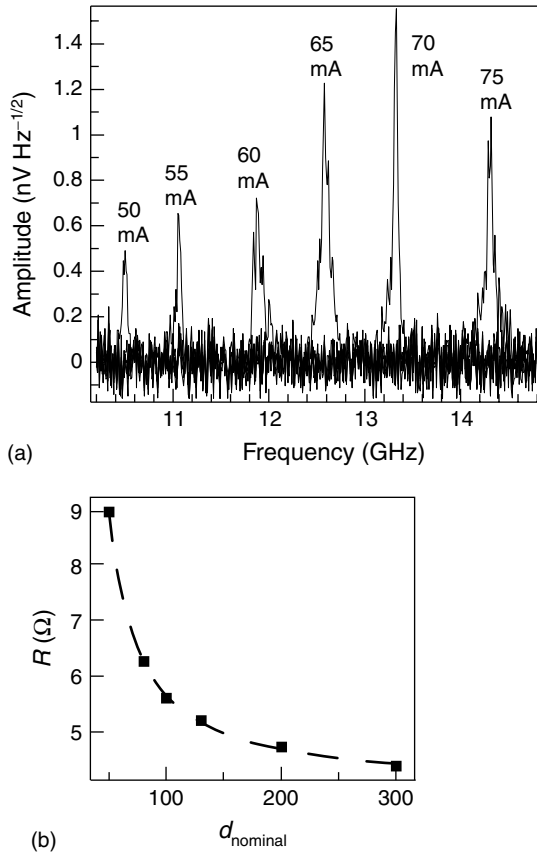 1.4
1.2
1.0
0.8
0.6
0.4
0.2
0
Amplitude (nV Hz−1/2)
50
mA
55
mA
60
mA
65
mA
70
mA
75
mA
11 12 13 14
Frequency (GHz)
(a)
9
8
7
6
5
R (Ω)
100 200 300
dnominal
(b)